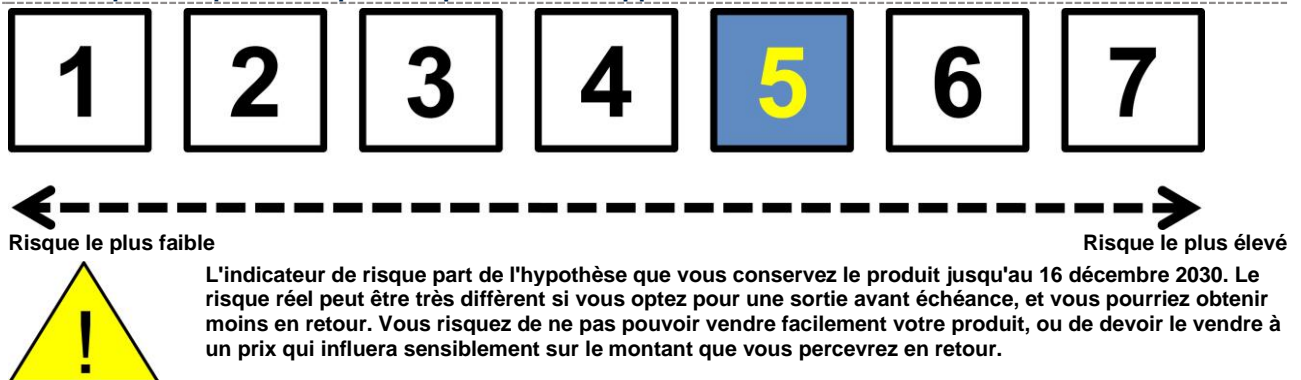 1 2 3 4 5 6 7
Risque le plus faible Risque le plus élevé
L'indicateur de risque part de l'hypothèse que vous conservez le produit jusqu'au 16 décembre 2030. Le
risque réel peut être très diffèrent si vous optez pour une sortie avant échéance, et vous pourriez obtenir
moins en retour. Vous risquez de ne pas pouvoir vendre facilement votre produit, ou de devoir le vendre à
un prix qui influera sensiblement sur le montant que vous percevrez en retour.
!